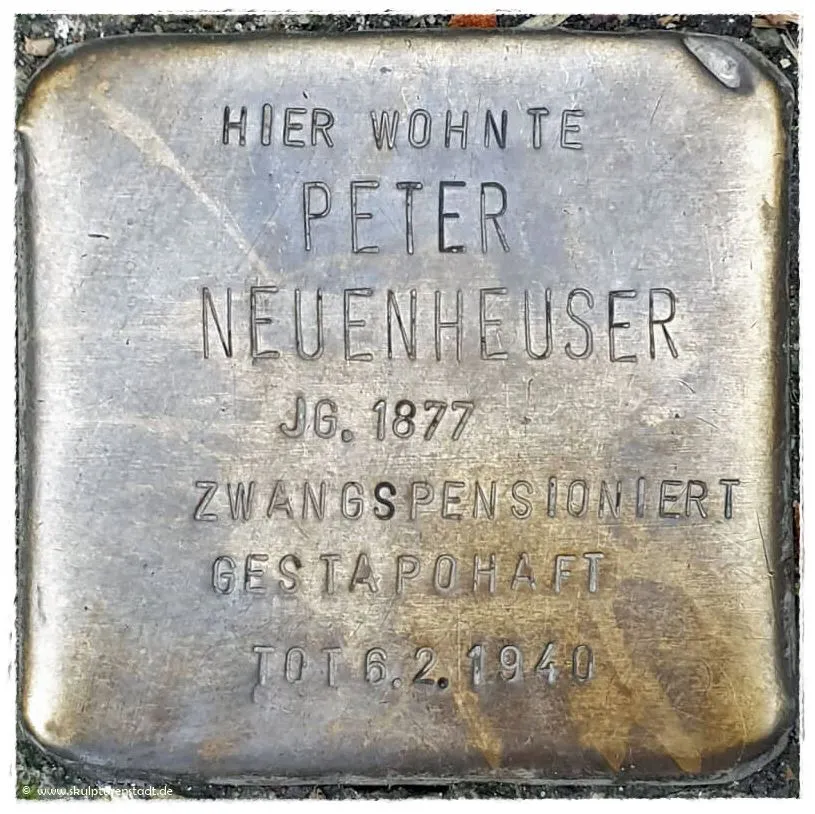 HIER WOHNTE
PETER
NEUENHEUSER
JG. 1877
ZWANGSPENSIONIERT
GESTAPOHAFT
TOT 6.2.1940
© www.skulpturenstadt.de